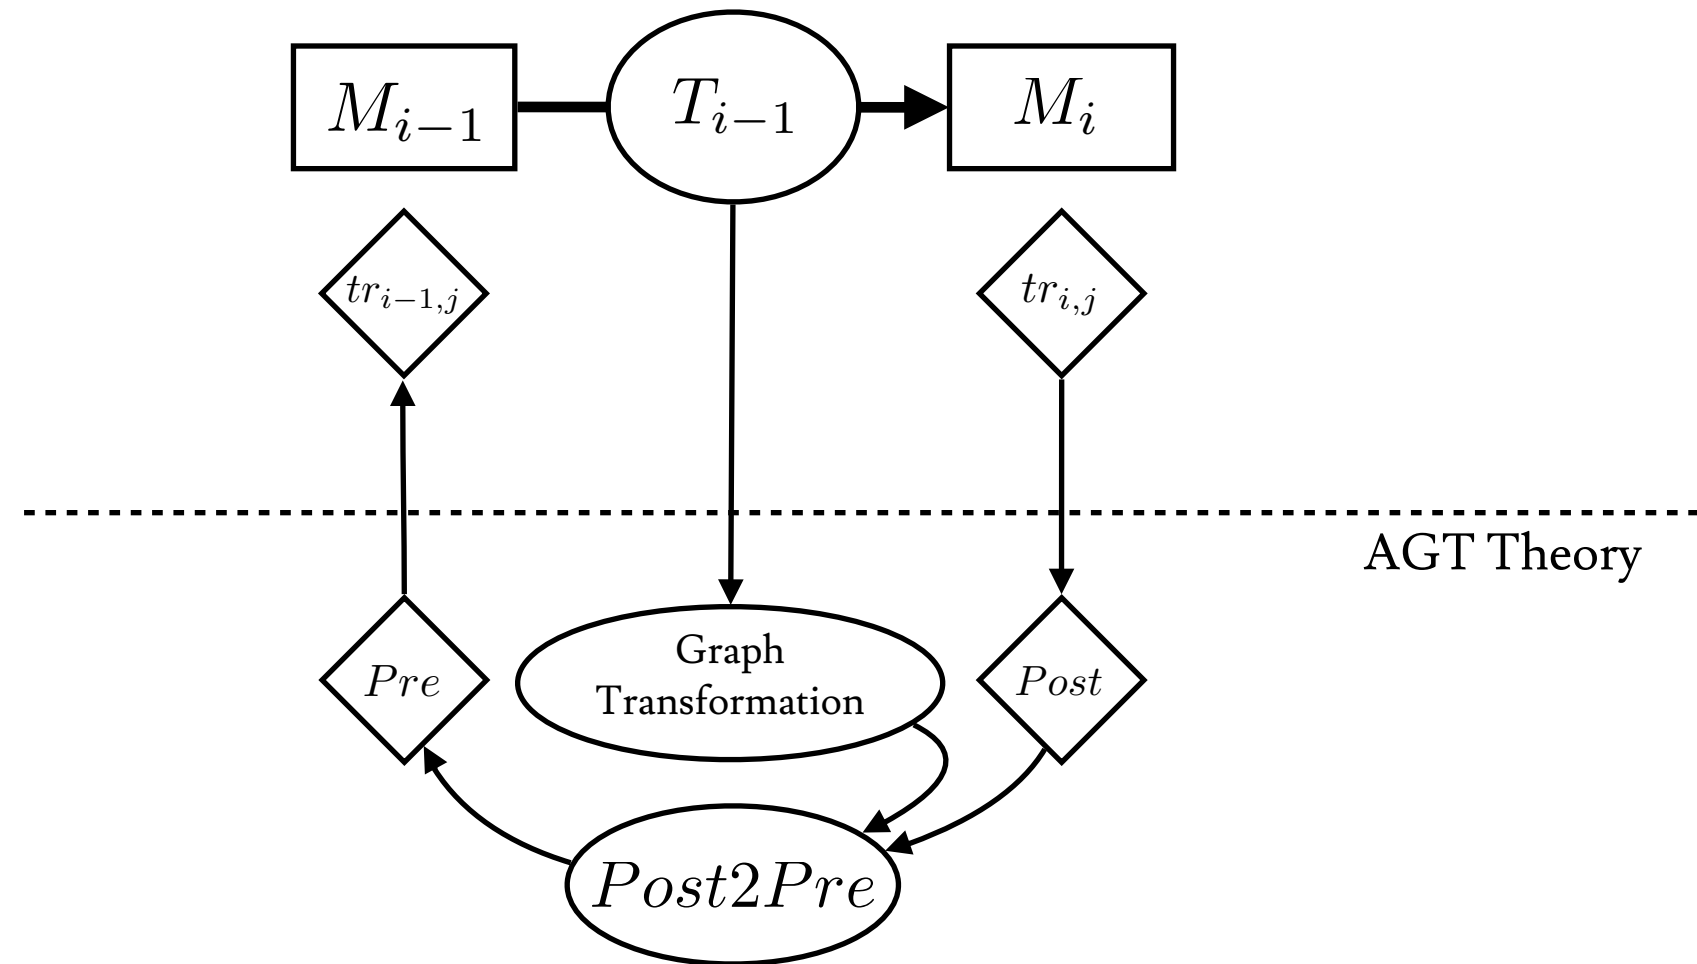 M_{i−1}
T_{i−1}
M_i
tr_{i−1,j}
tr_{i,j}
AGT Theory
Pre
Graph
Transformation
Post
Post2Pre